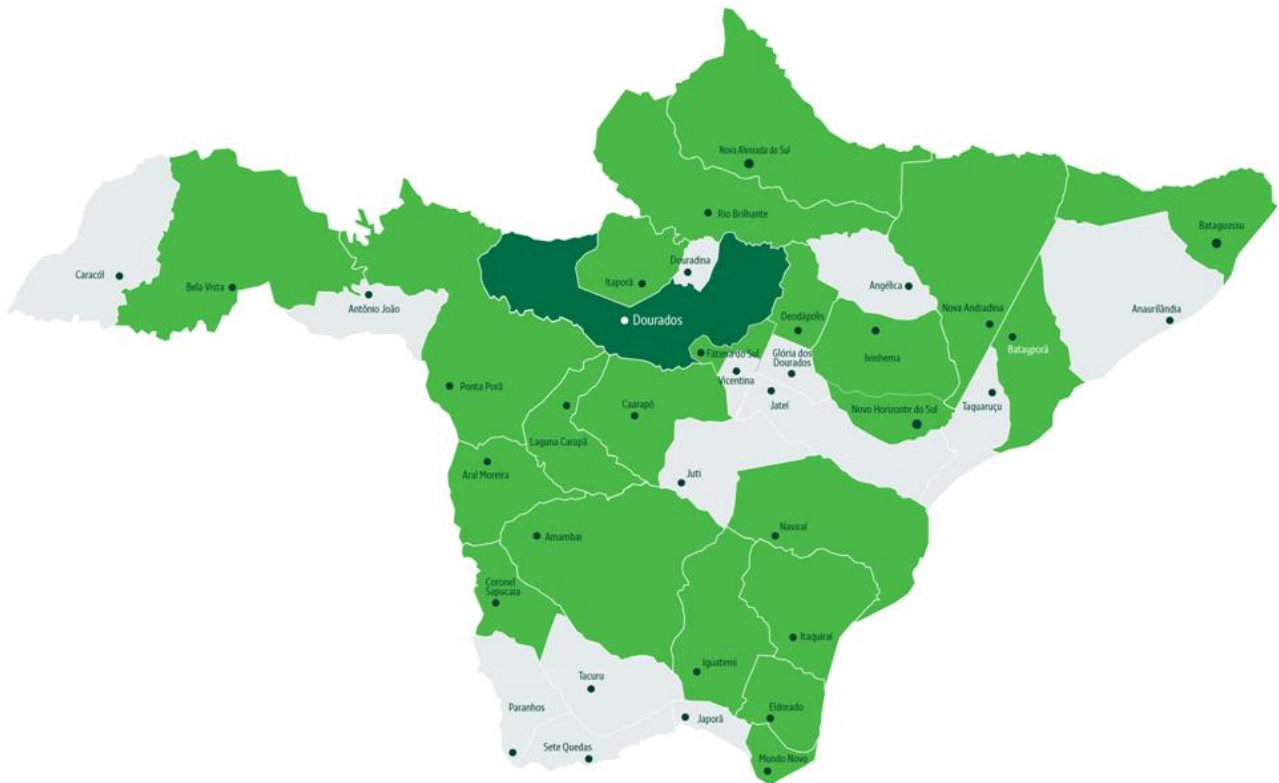 Nova Alvorada do Sul
Rio Brilhante
Bataguassu
Caracól
Bela Vista
Antônio João
Itaporã
Douradina
Angélica
Anaurilândia
Dourados
Deodápolis
Nova Andradina
Batayporã
Fátima do Sul
Vicentina
Glória dos
Dourados
Ivinhema
Ponta Porã
Laguna Carapã
Caarapó
Jateí
Novo Horizonte do Sul
Taquaruçu
Aral Moreira
Juti
Amambai
Naviraí
Coronel
Sapucaia
Itaquiraí
Tacuru
Iguatemi
Paranhos
Sete Quedas
Japorã
Eldorado
Mundo Novo